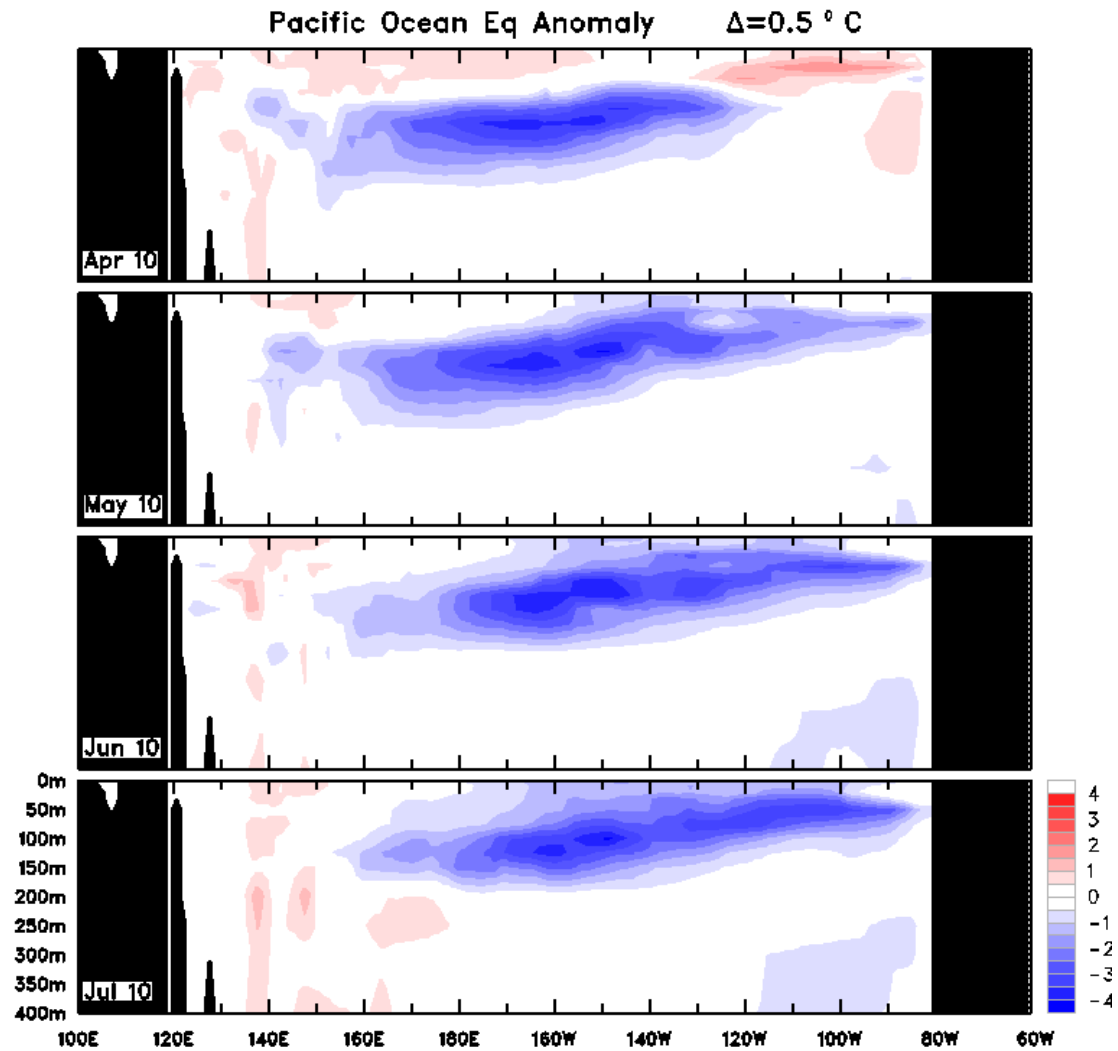 Pacific Ocean Eq Anomaly Δ=0.5 ° C
Apr 10
May 10
Jun 10
Jul 10
0m
50m
100m
150m
200m
250m
300m
350m
400m
4
3
2
1
0
-1
-2
-3
-4
100E 120E 140E 160E 180E 160W 140W 120W 100W 80W 60W